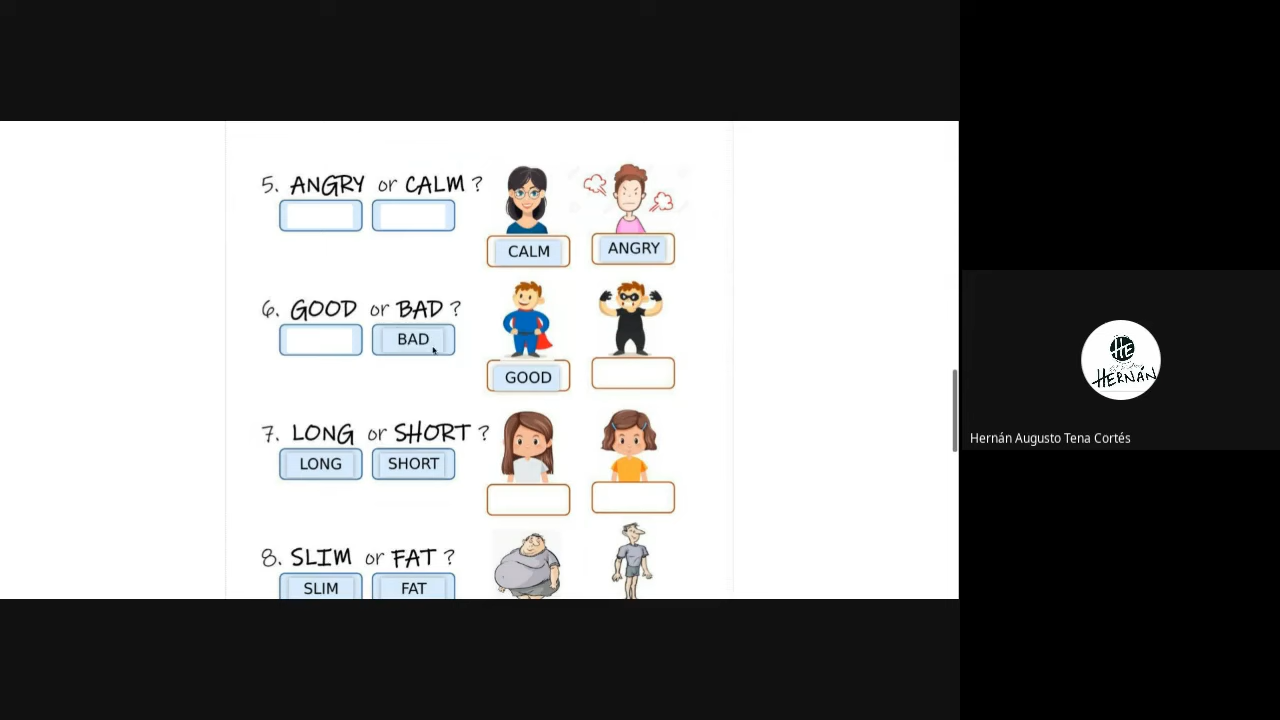 5. ANGRY or CALM ?
CALM
ANGRY
6. GOOD or BAD ?
BAD
GOOD
7. LONG or SHORT ?
LONG
SHORT
8. SLIM or FAT ?
SLIM
FAT
HE
HERNÁN
Hernán Augusto Tena Cortés